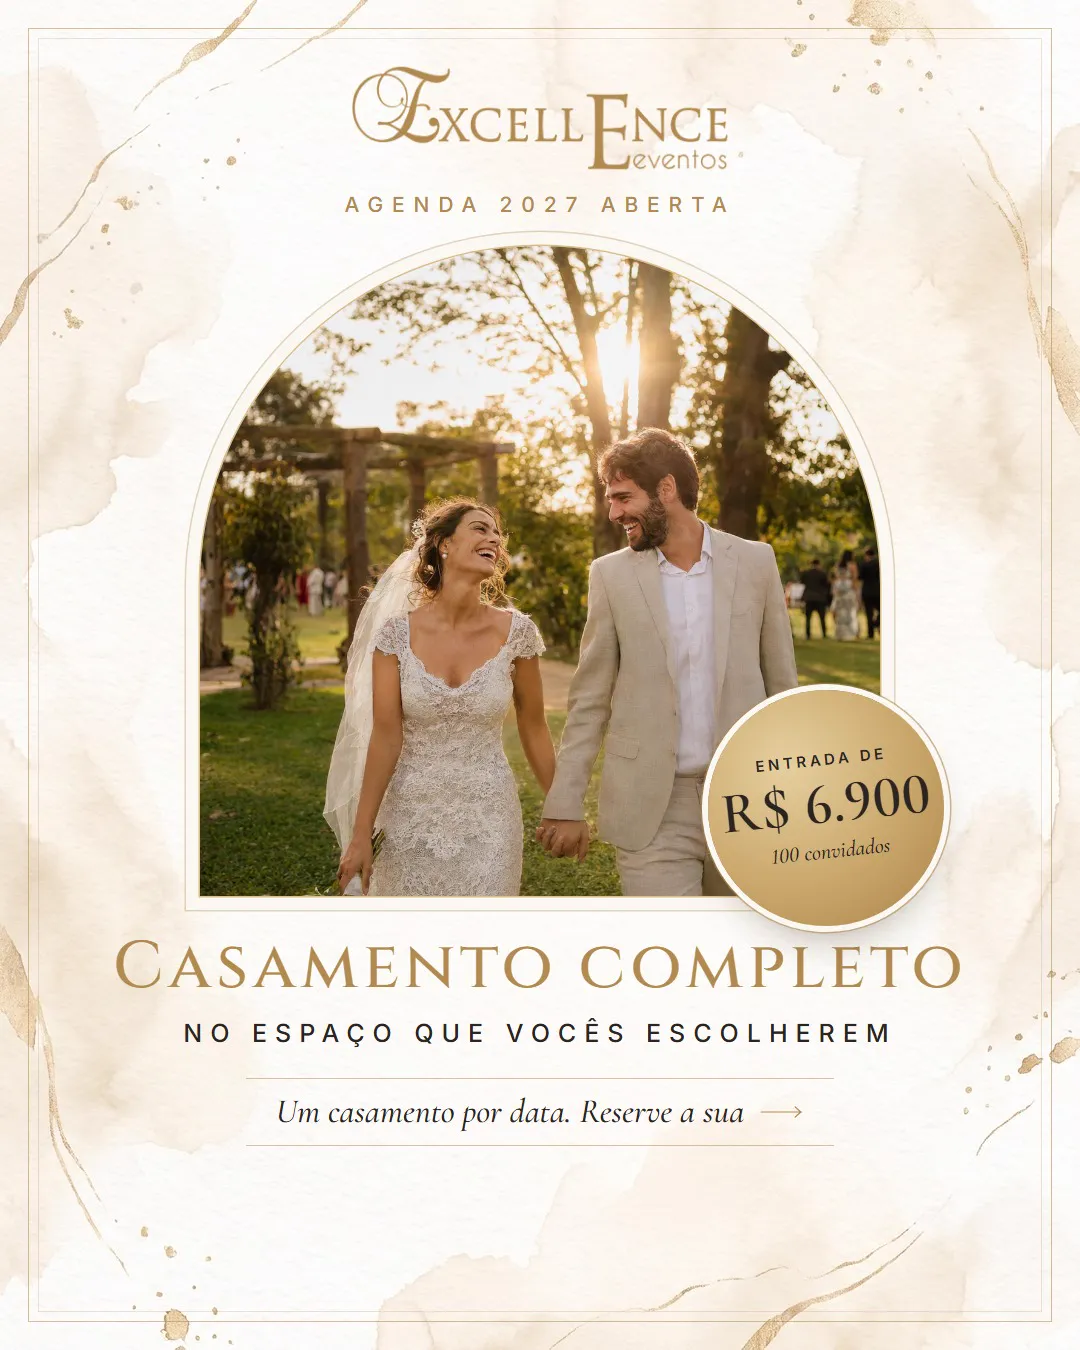 ExcellEnce
eventos
AGENDA 2027 ABERTA
ENTRADA DE
R$ 6.900
100 convidados
Casamento completo
NO ESPAÇO QUE VOCÊS ESCOLHEREM
Um casamento por data. Reserve a sua →